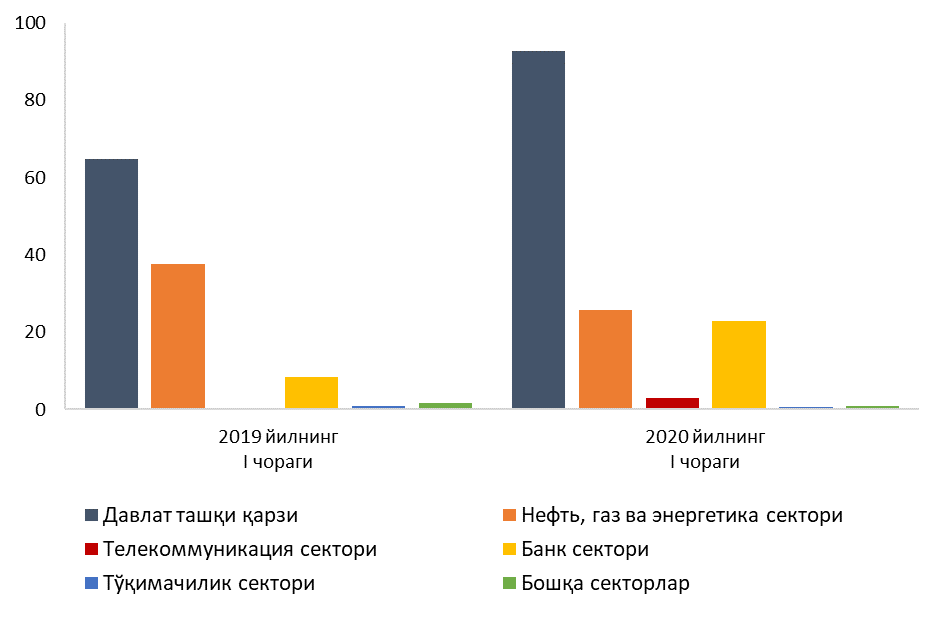 100
80
60
40
20
0
2019 йилнинг
I чораги
2020 йилнинг
I чораги
Давлат ташқи қарзи
Нефть, газ ва энергетика сектори
Телекоммуникация сектори
Банк сектори
Тўқимачилик сектори
Бошқа секторлар